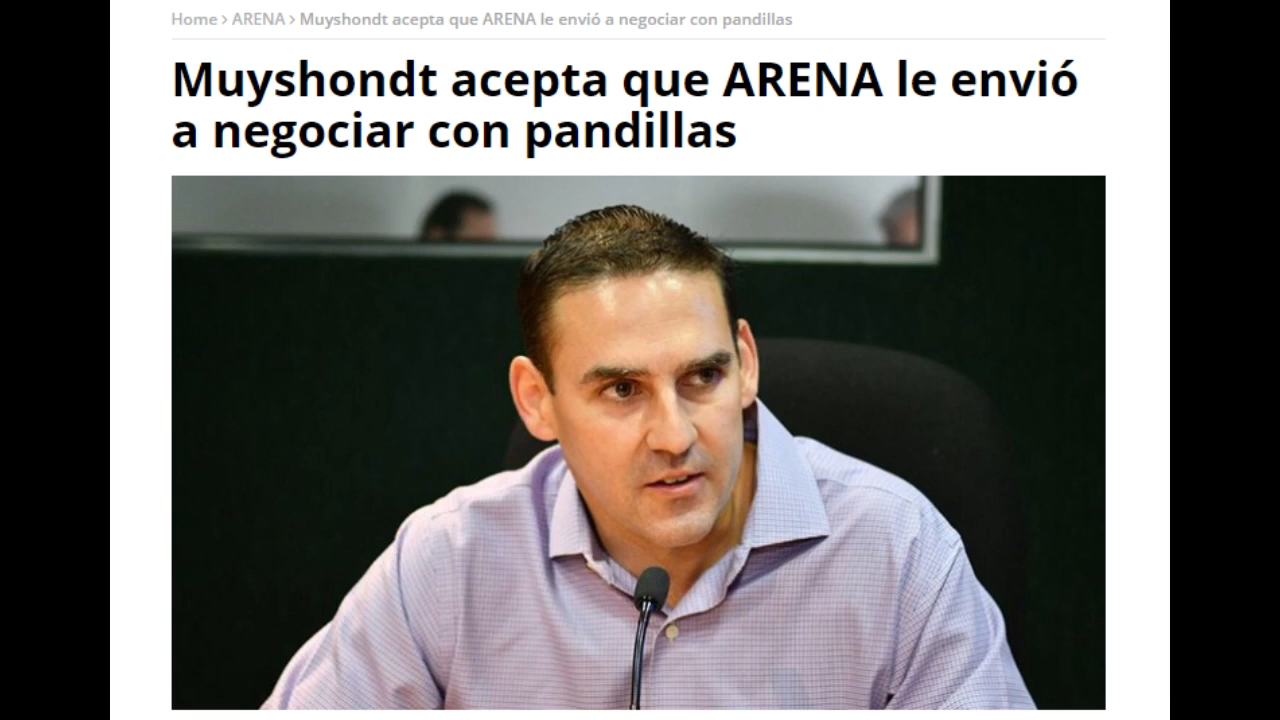 Home › ARENA › Muyshondt acepta que ARENA le envió a negociar con pandillas
Muyshondt acepta que ARENA le envió
a negociar con pandillas